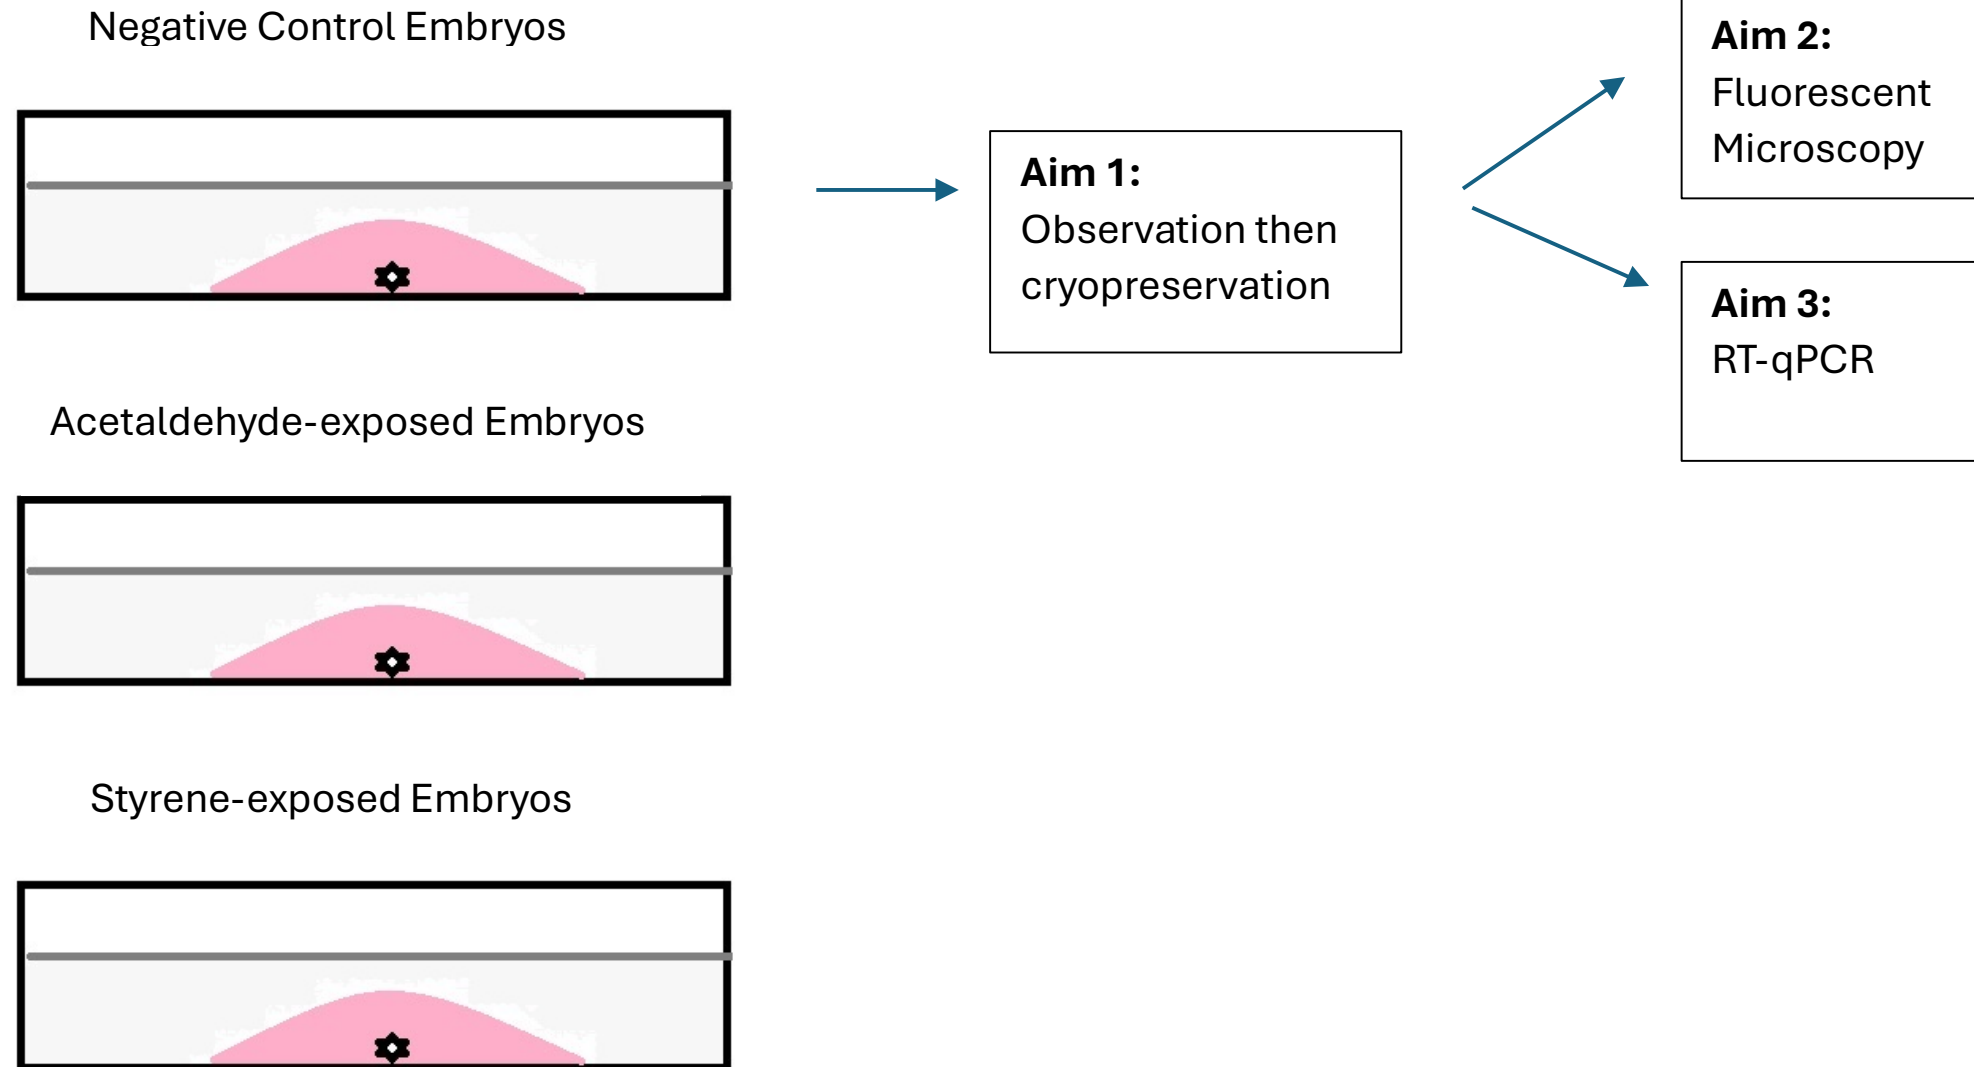 Negative Control Embryos
Aim 1:
Observation then
cryopreservation
Aim 2:
Fluorescent
Microscopy
Aim 3:
RT-qPCR
Acetaldehyde-exposed Embryos
Styrene-exposed Embryos